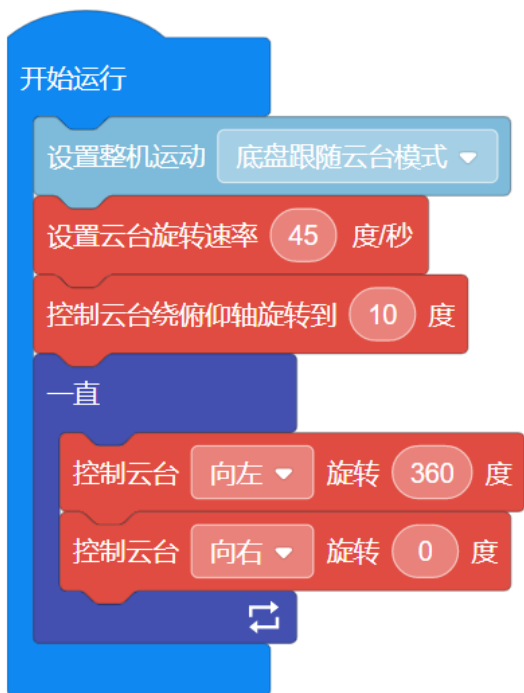 开始运行
设置整机运动 底盘跟随云台模式
设置云台旋转速率 45 度/秒
控制云台绕俯仰轴旋转到 10 度
一直
控制云台 向左 旋转 360 度
控制云台 向右 旋转 0 度